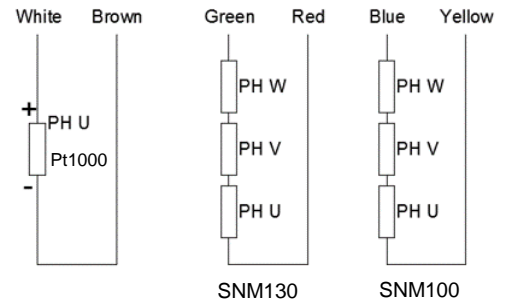 White Brown Green Red Blue Yellow
+
PH U
Pt1000
-
PH W PH W
PH V PH V
PH U PH U
SNM130 SNM100